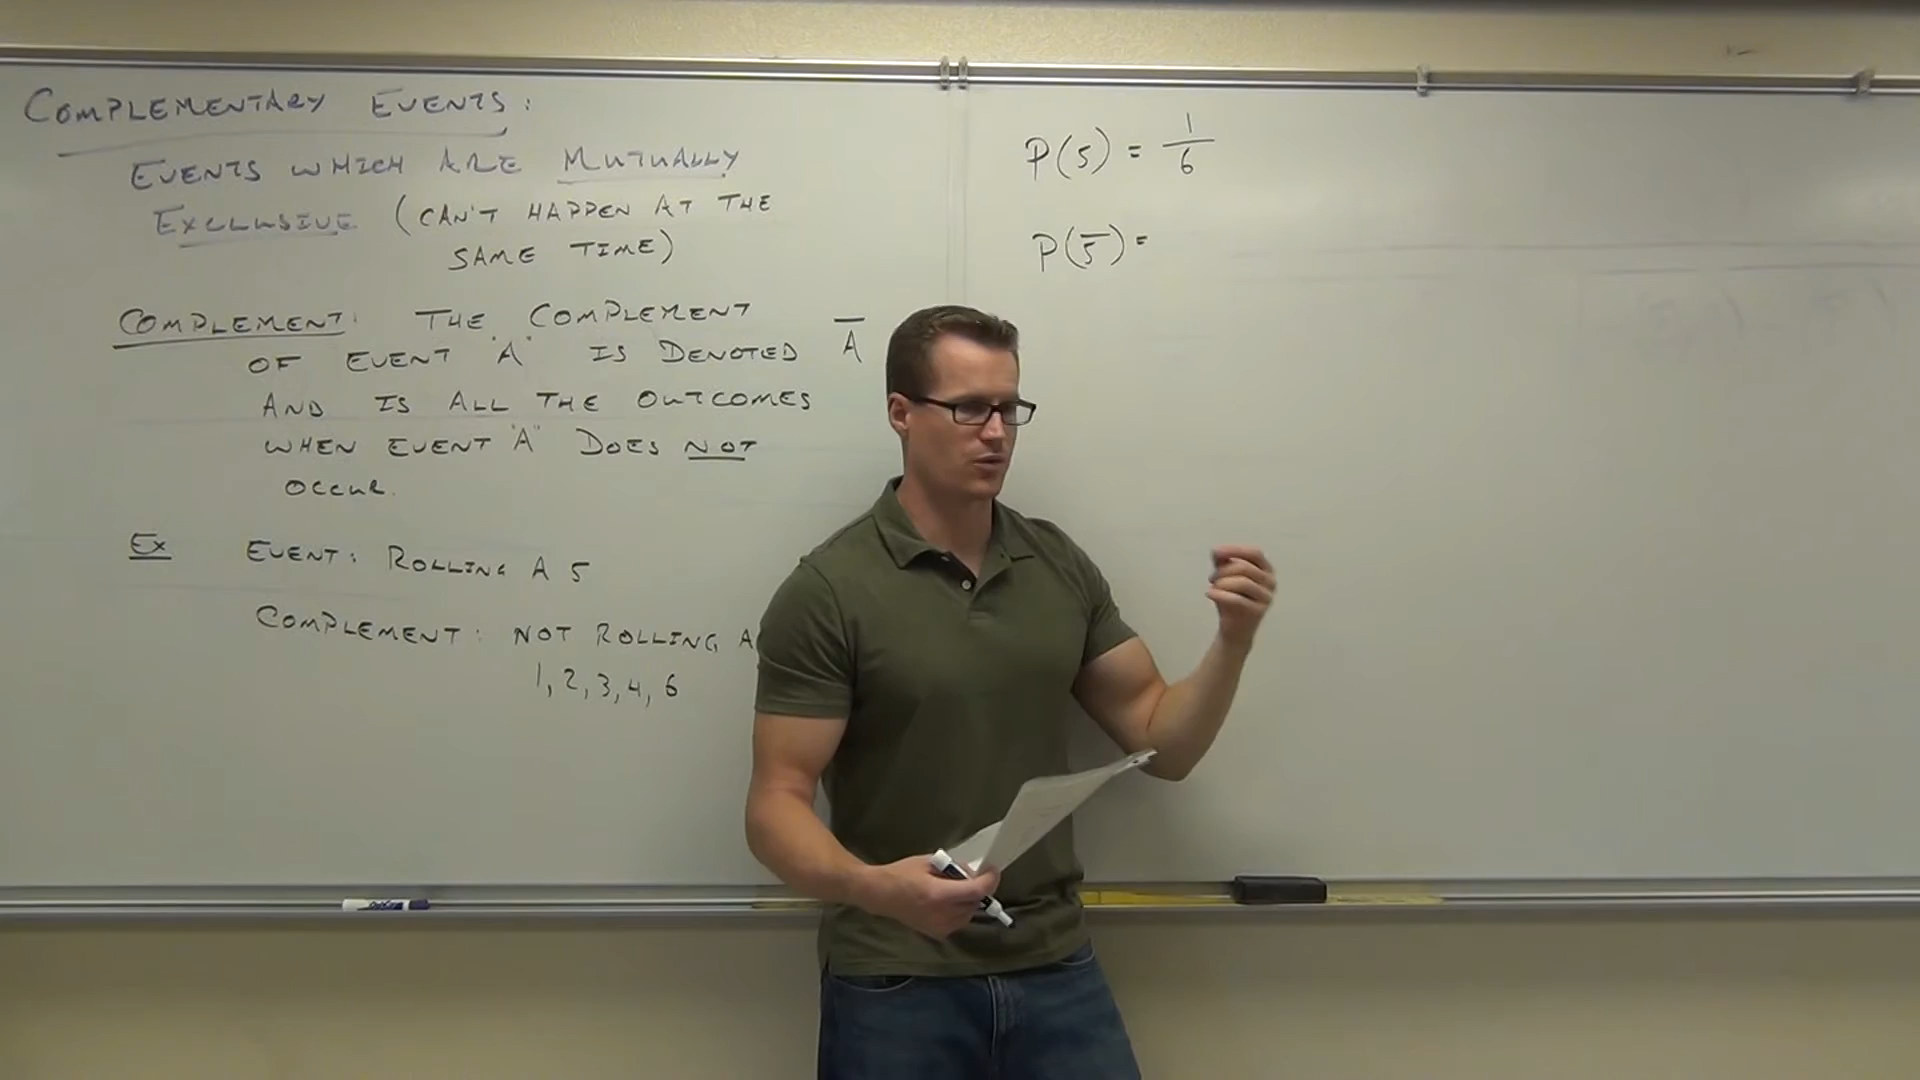 COMPLEMENTARY EVENTS:
EVENTS WHICH ARE MUTUALLY
EXCLUSIVE (CAN'T HAPPEN AT THE
SAME TIME)
COMPLEMENT: THE COMPLEMENT
OF EVENT "A" IS DENOTED A̅
AND IS ALL THE OUTCOMES
WHEN EVENT "A" DOES NOT
OCCUR.
EX EVENT: ROLLING A 5
COMPLEMENT: NOT ROLLING A
1, 2, 3, 4, 6
P(5) = 1/6
P(5̅) =